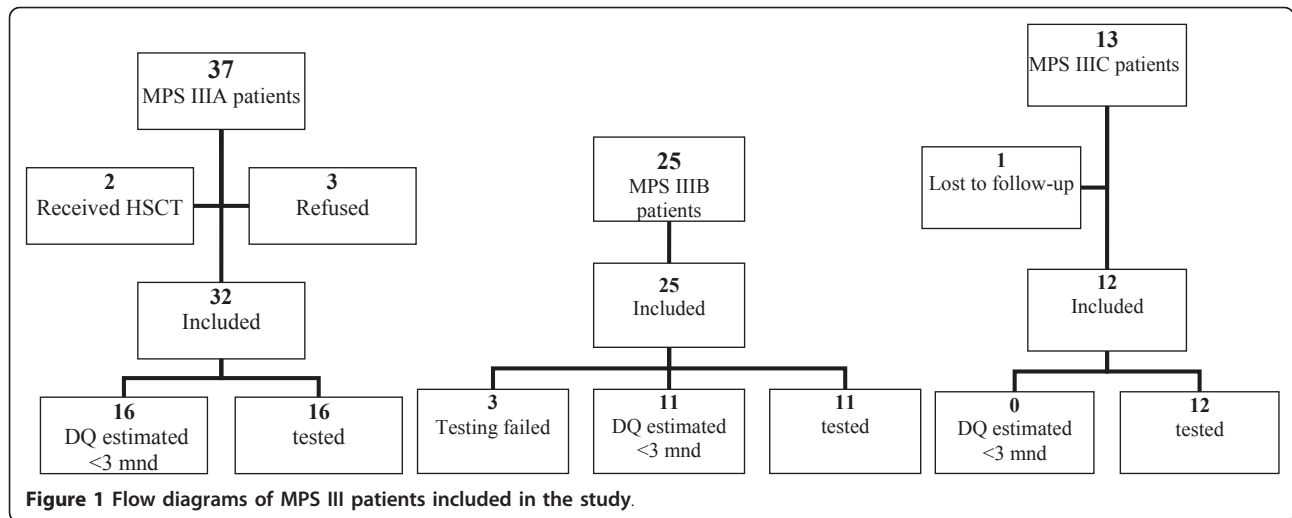 37
MPS IIIA patients
2
Received HSCT
3
Refused
32
Included
16
DQ estimated
<3 mnd
16
tested
25
MPS IIIB
patients
25
Included
3
Testing failed
11
DQ estimated
<3 mnd
11
tested
13
MPS IIIC patients
1
Lost to follow-up
12
Included
0
DQ estimated
<3 mnd
12
tested
Figure 1 Flow diagrams of MPS III patients included in the study.